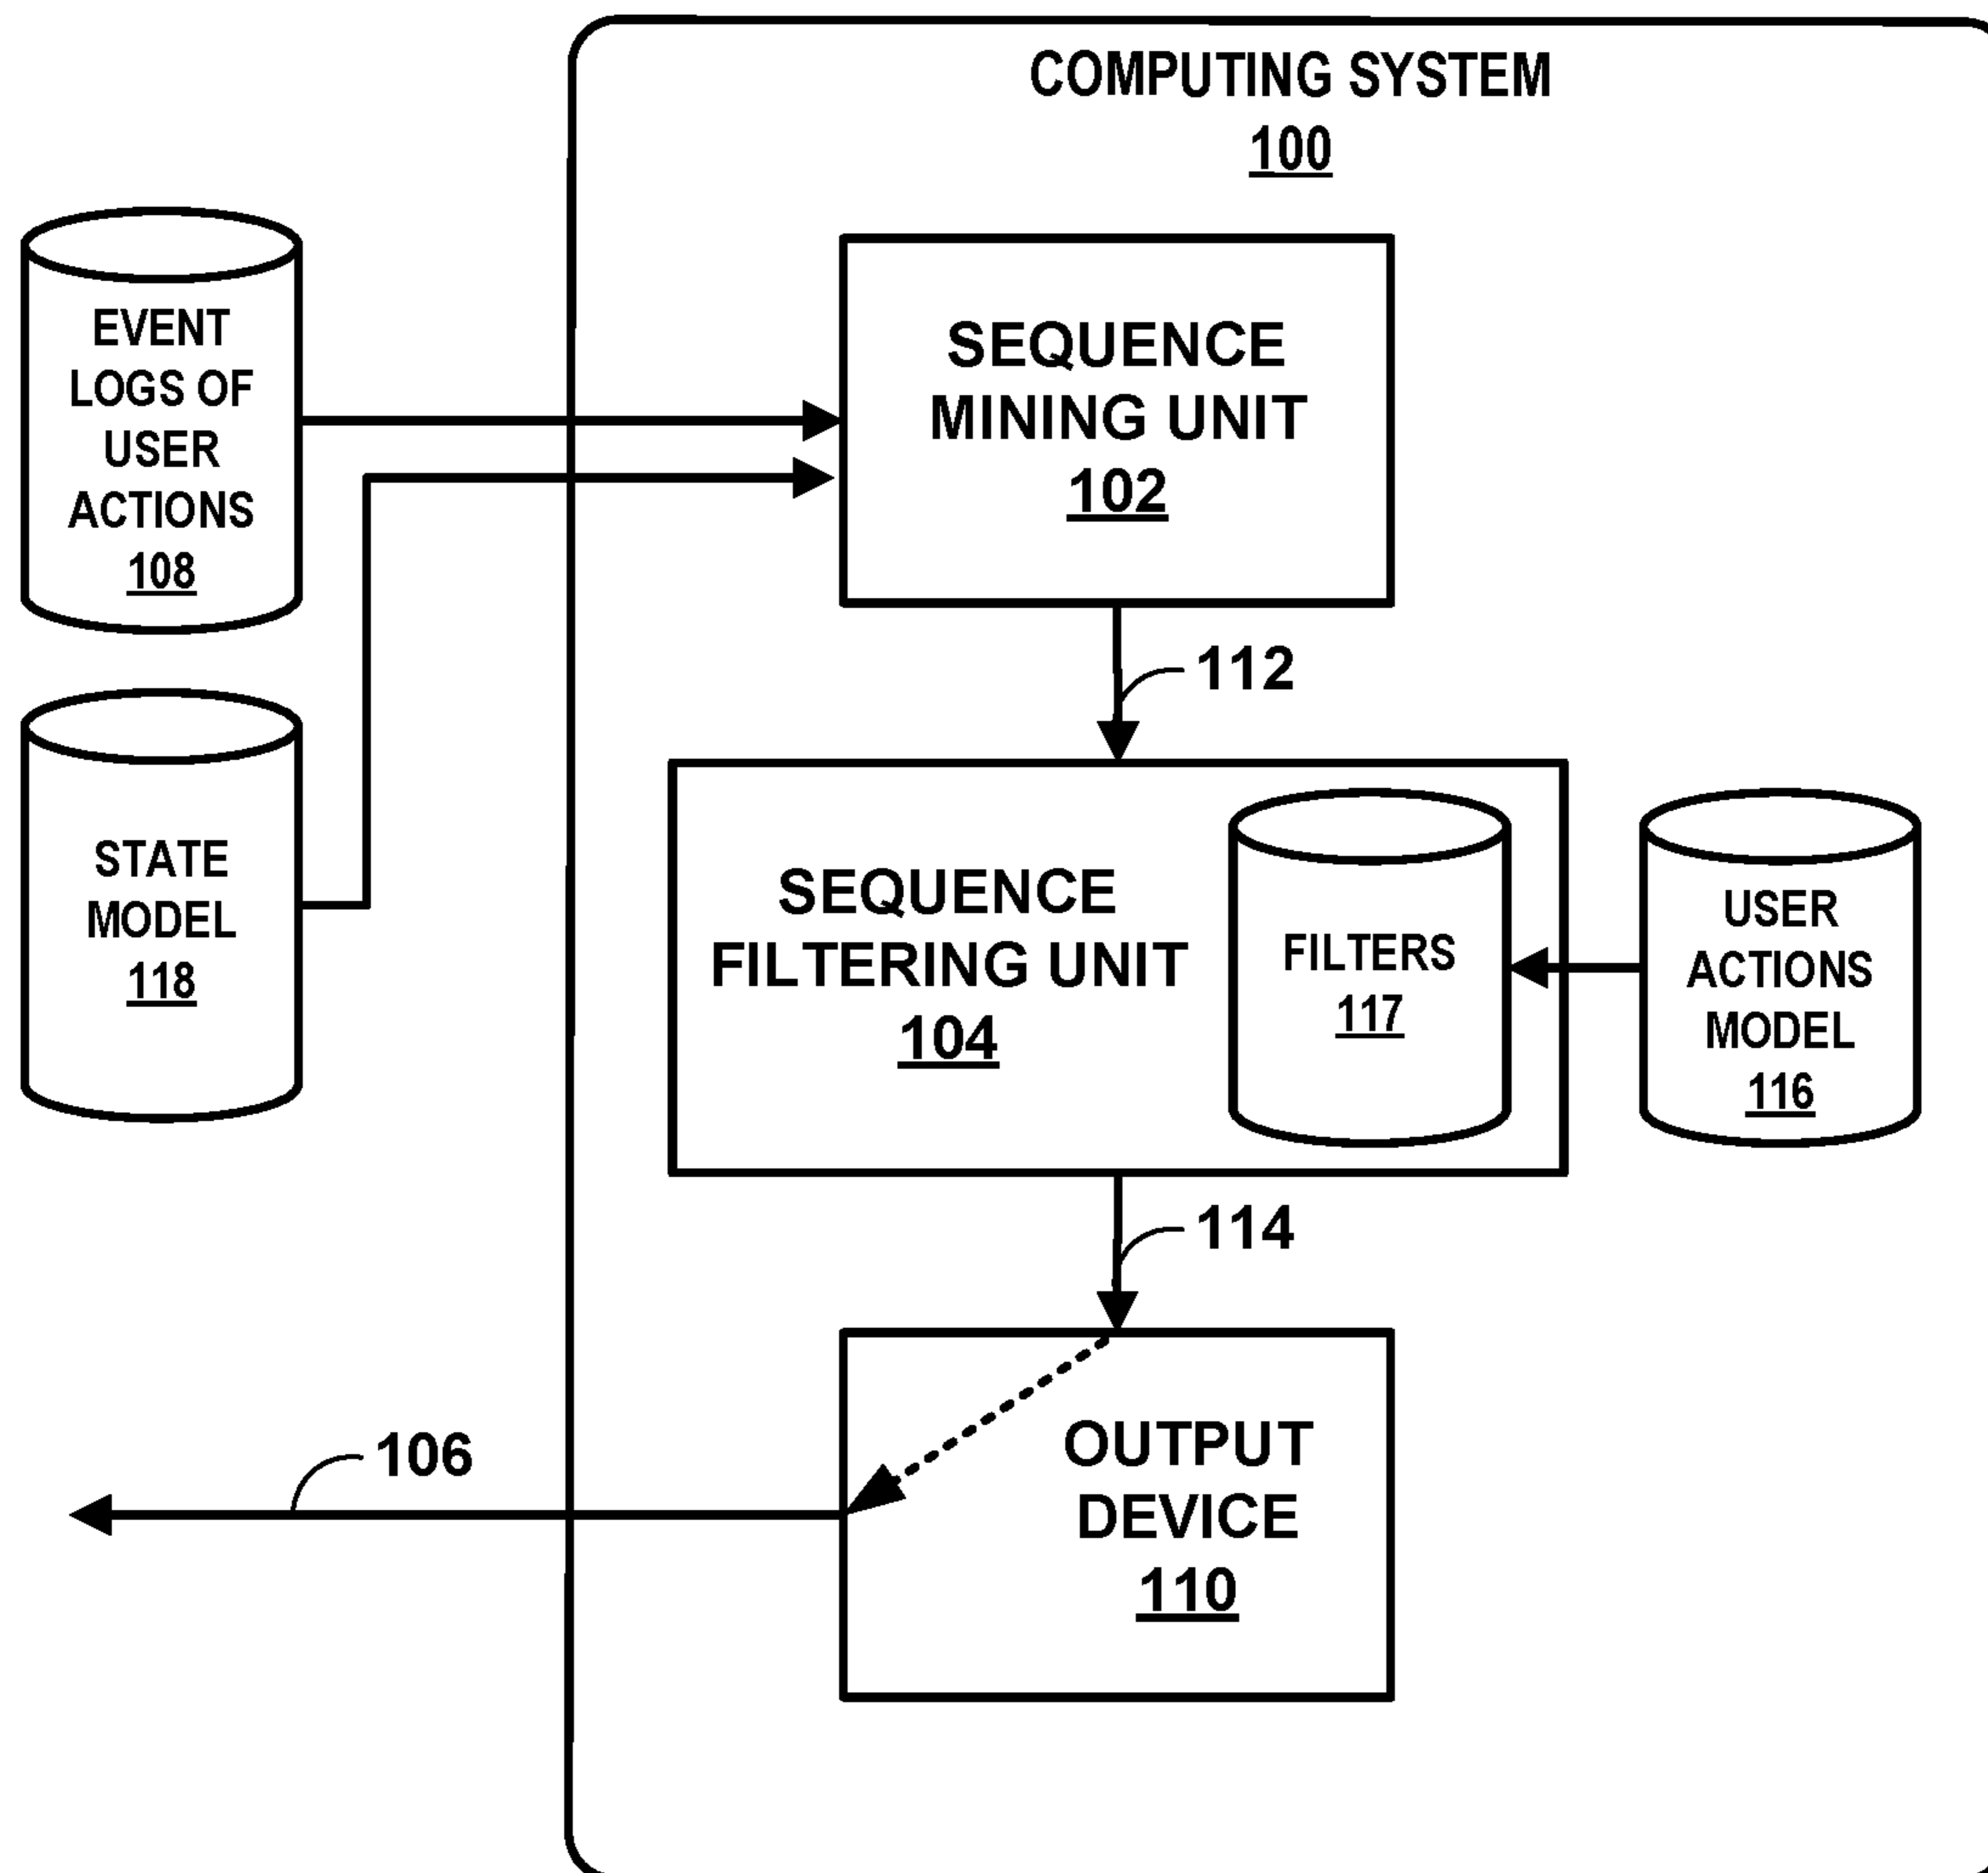 COMPUTING SYSTEM
100
EVENT
LOGS OF
USER
ACTIONS
108
SEQUENCE
MINING UNIT
102
112
STATE
MODEL
118
SEQUENCE
FILTERING UNIT
104
FILTERS
117
USER
ACTIONS
MODEL
116
114
106
OUTPUT
DEVICE
110